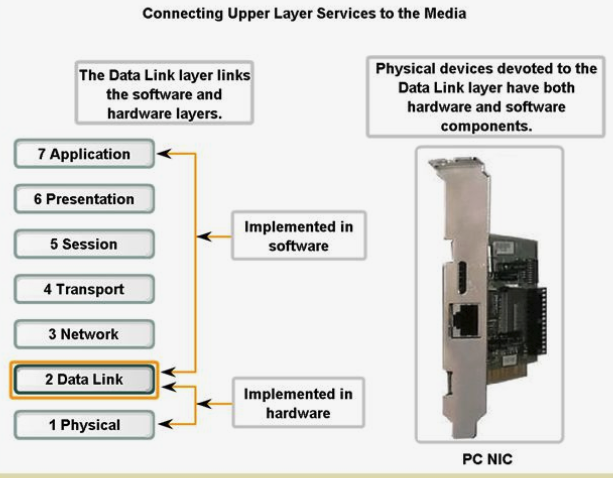 Connecting Upper Layer Services to the Media
The Data Link layer links
the software and
hardware layers.
Physical devices devoted to the
Data Link layer have both
hardware and software
components.
7 Application
6 Presentation
5 Session
4 Transport
3 Network
2 Data Link
1 Physical
Implemented in
software
Implemented in
hardware
PC NIC